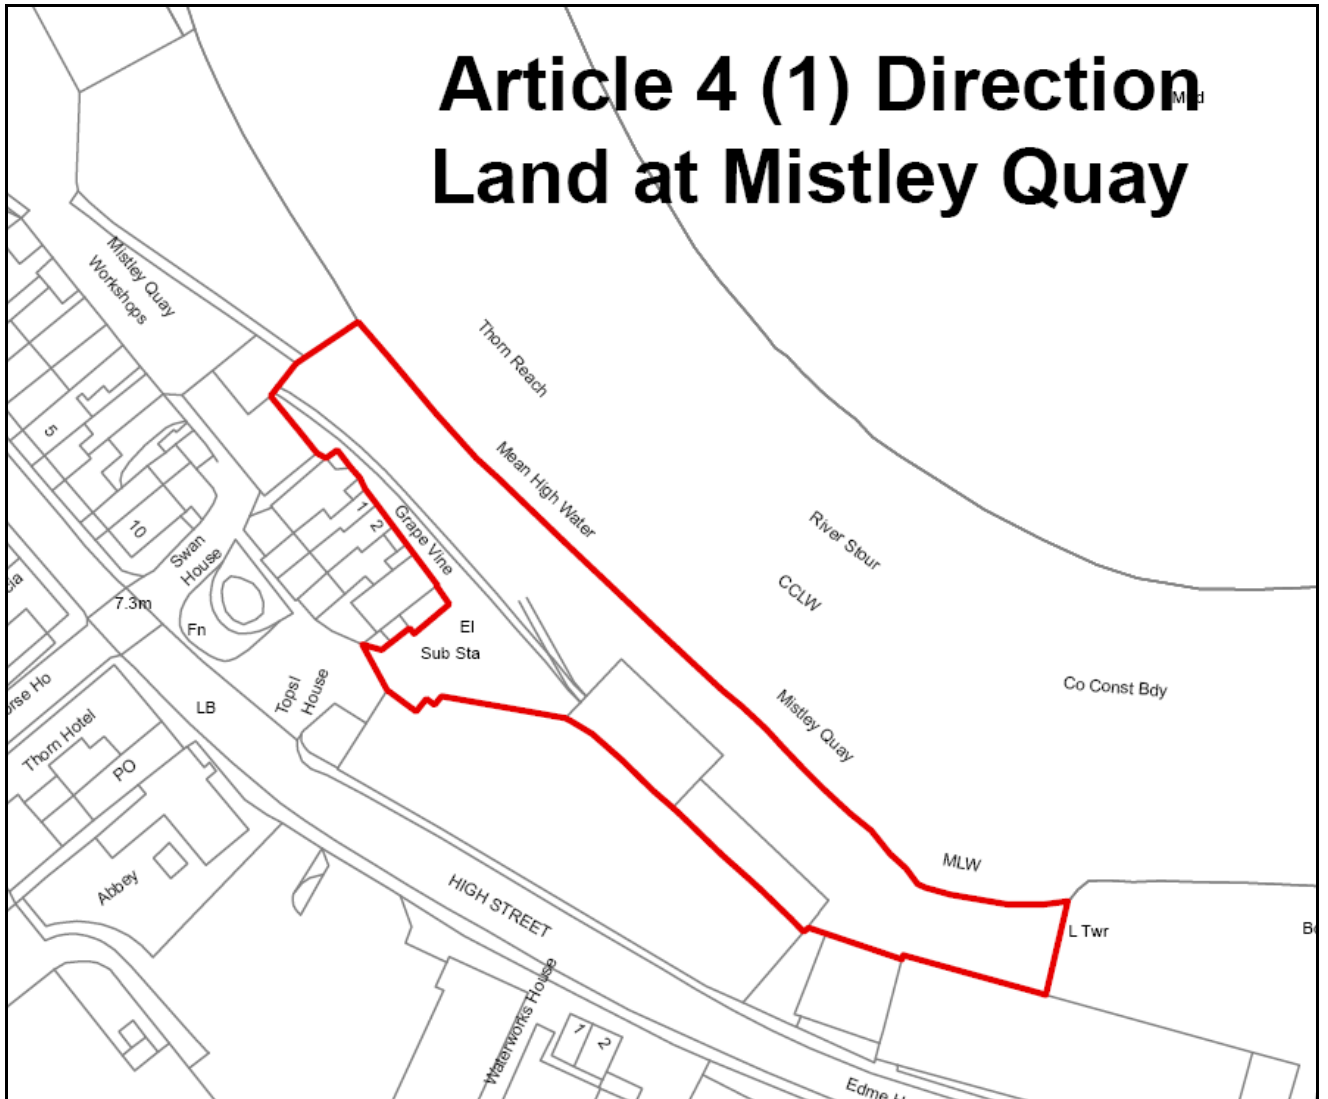 Article 4 (1) Direction
Mud
Land at Mistley Quay
Mistley Quay
Workshops
Thorn Reach
5
Mean High Water
1
2
Grape Vine
10
Swan
House
River Stour
CCLW
7.3m
Fn
El
Sub Sta
Co Const Bdy
LB
House
Mistley Quay
Thorn Hotel
PO
MLW
Abbey
HIGH STREET
L Twr
Waterworks House
1
2
Edme